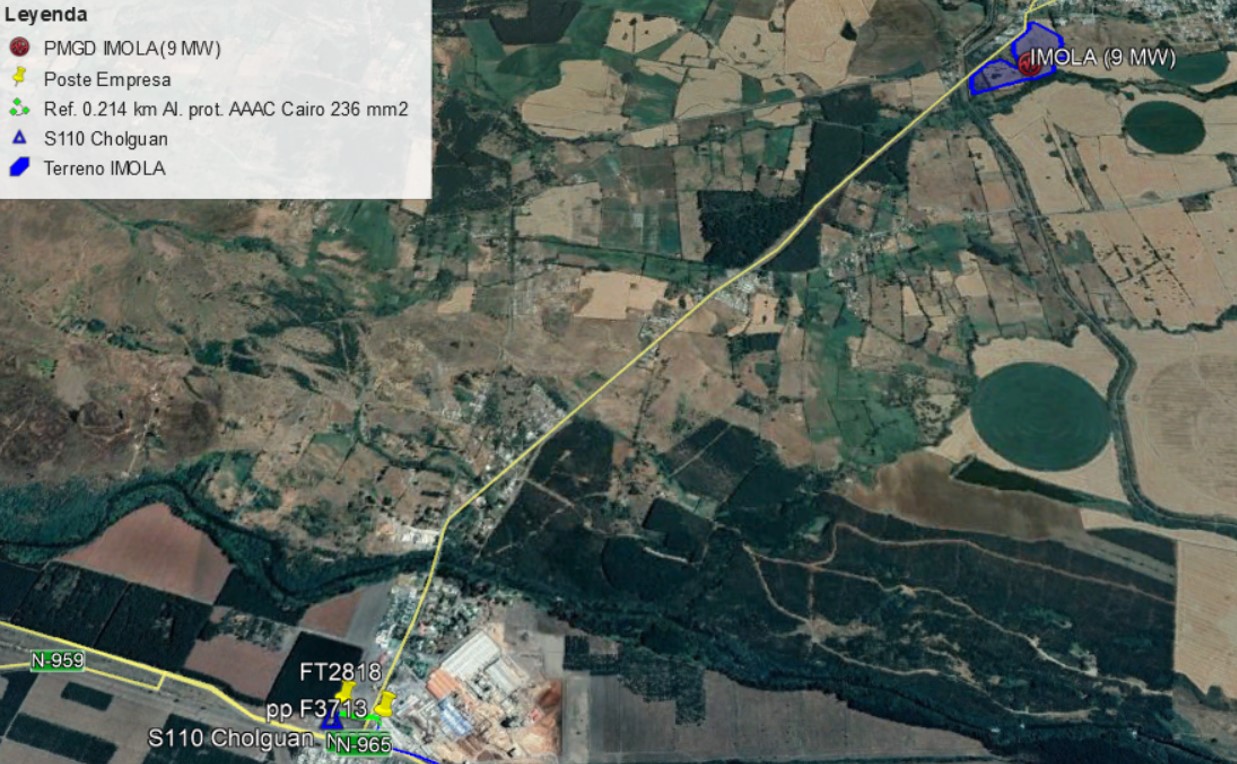 Leyenda
PMGD IMOLA (9 MW)
Poste Empresa
Ref. 0.214 km Al. prot. AAAC Cairo 236 mm2
S110 Cholguan
Terreno IMOLA
IMOLA (9 MW)
N-959
FT2818
pp F3713
S110 Cholguan
N-965